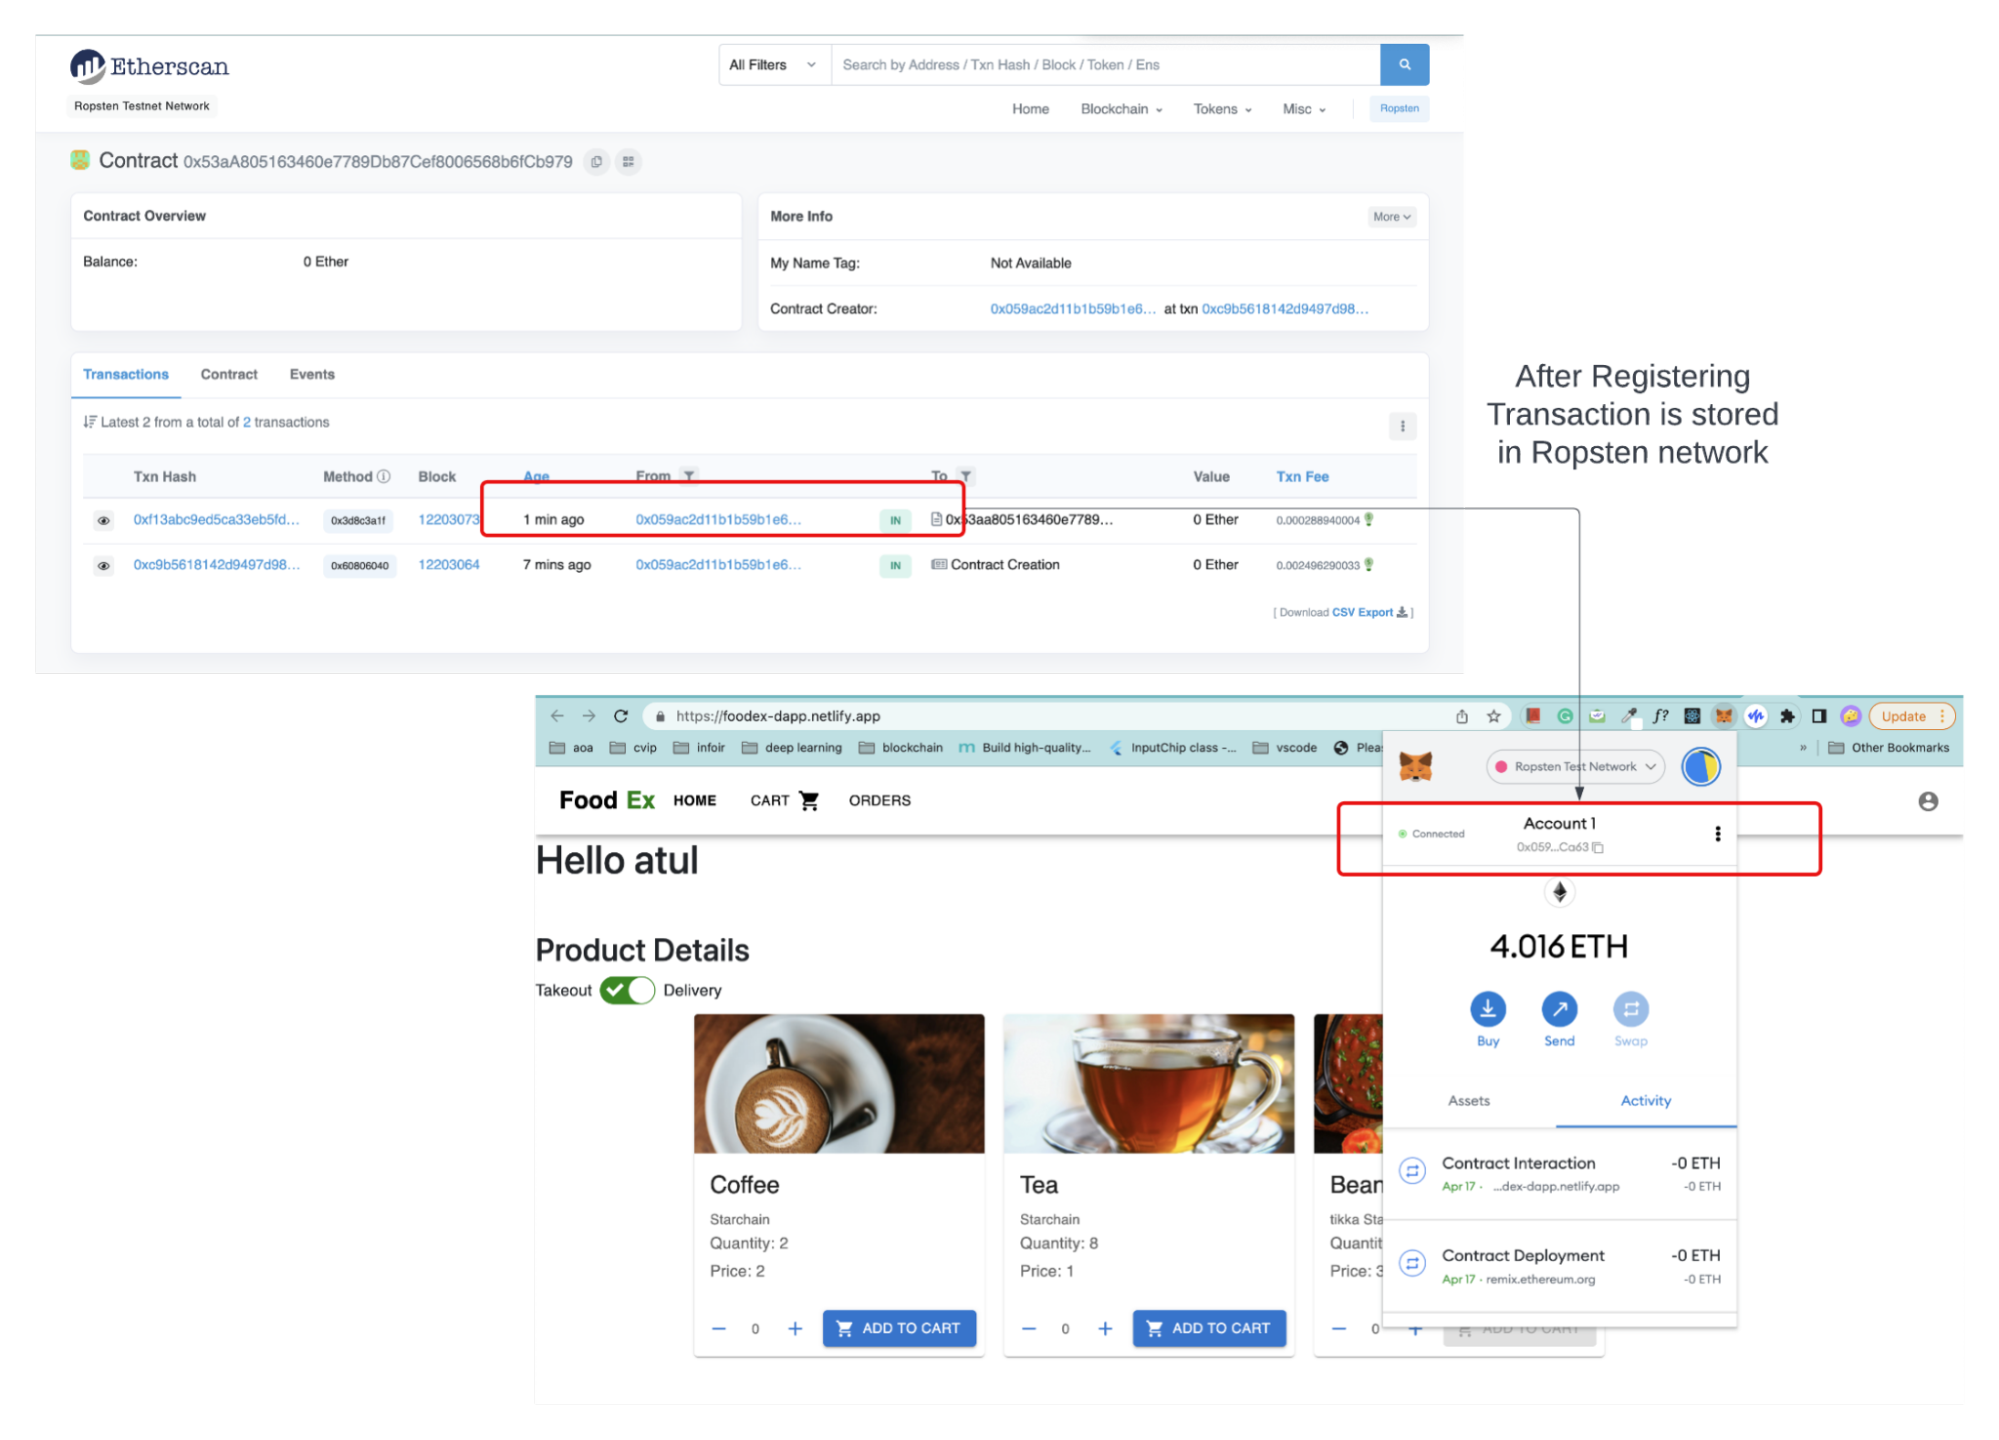 Etherscan
All Filters
Search by Address / Txn Hash / Block / Token / Ens
Ropsten Testnet Network
Home Blockchain Tokens Misc Ropsten
Contract 0x53aA805163460e7789Db87Cef8006568b6fCb979
Contract Overview
Balance: 0 Ether
More Info More
My Name Tag: Not Available
Contract Creator: 0x059ac2d11b1b59b1e6... at txn 0xc9b5618142d9497d98...
Transactions Contract Events
Latest 2 from a total of 2 transactions
Txn Hash Method Block Age From To Value Txn Fee
0xf13abc9ed5ca33eb5fd... 0x3d8c3a1f 12203073 1 min ago 0x059ac2d11b1b59b1e6... IN 0x53aa805163460e7789... 0 Ether 0.000288940004
0xc9b5618142d9497d98... 0x60806040 12203064 7 mins ago 0x059ac2d11b1b59b1e6... IN Contract Creation 0 Ether 0.002496290033
[ Download CSV Export ]
After Registering
Transaction is stored
in Ropsten network
https://foodex-dapp.netlify.app
f?
Update
aoa cvip infoir deep learning blockchain Build high-quality... InputChip class -... vscode Pleas » Other Bookmarks
Food Ex HOME CART ORDERS
Ropsten Test Network
Connected
Account 1
0x059...Ca63
Hello atul
4.016 ETH
Product Details
Takeout Delivery
Buy Send Swap
Assets Activity
Contract Interaction -0 ETH
Apr 17 · ...dex-dapp.netlify.app -0 ETH
Contract Deployment -0 ETH
Apr 17 · remix.ethereum.org -0 ETH
Coffee
Starchain
Quantity: 2
Price: 2
0 ADD TO CART
Tea
Starchain
Quantity: 8
Price: 1
0 ADD TO CART
Bean
tikka Sta
Quantit
Price: 3
0 ADD TO CART